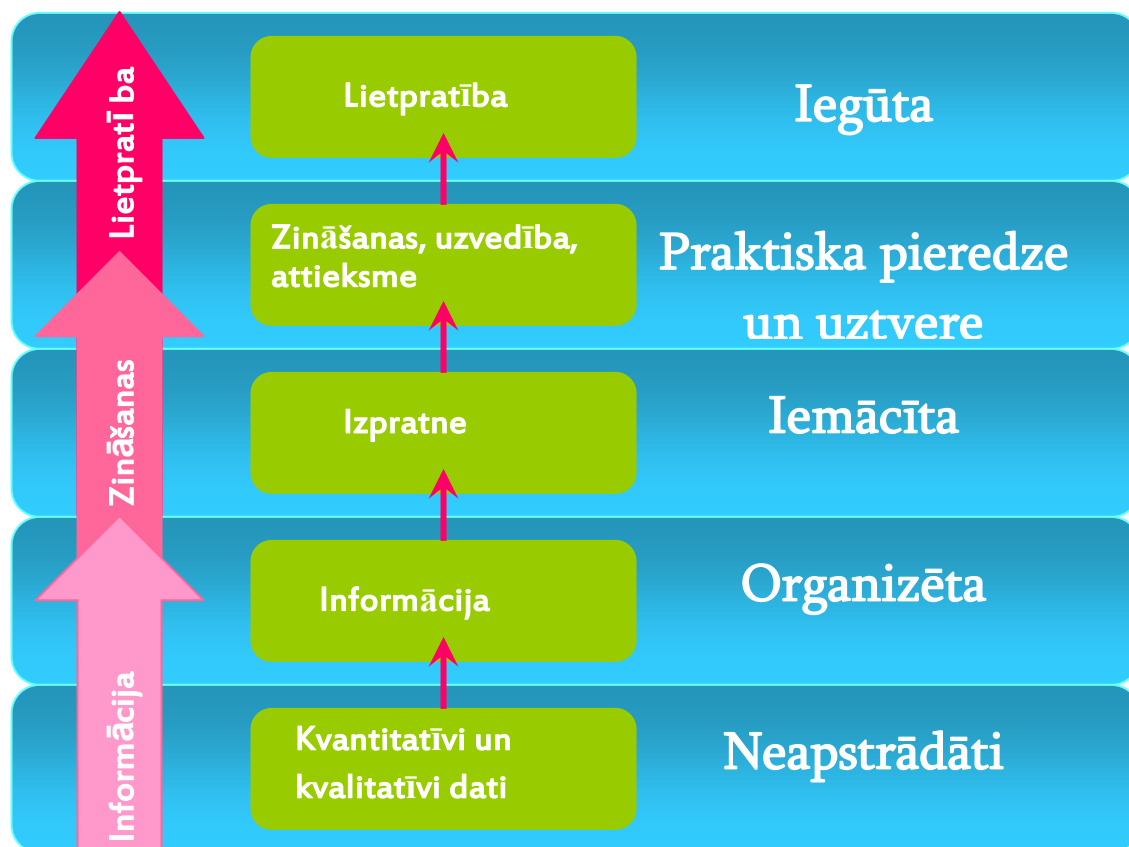 Lietpratī ba
Lietpratība
Iegūta
Zināšanas, uzvedība,
attieksme
Praktiska pieredze
un uztvere
Zināšanas
Izpratne
Iemācīta
Informācija
Organizēta
Informācija
Kvantitatīvi un
kvalitatīvi dati
Neapstrādāti